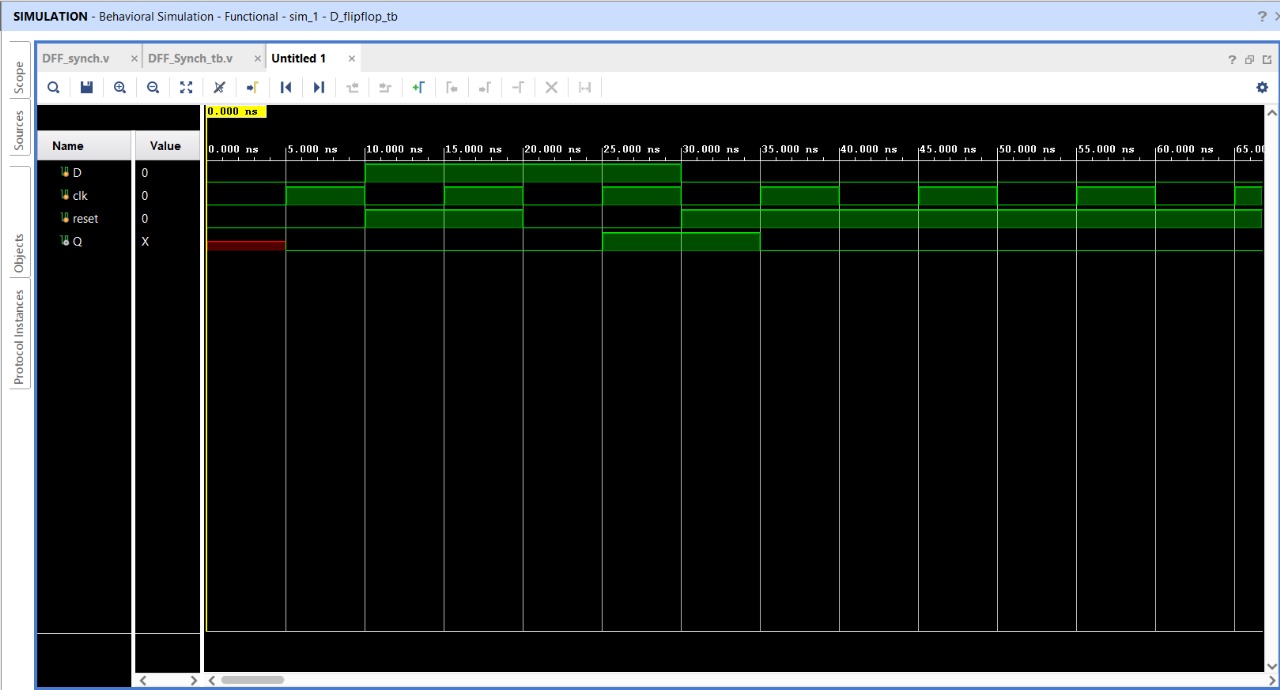 SIMULATION - Behavioral Simulation - Functional - sim_1 - D_flipflop_tb
DFF_synch.v
DFF_Synch_tb.v
Untitled 1
Scope
Sources
Objects
Protocol Instances
0.000 ns
Name Value
0.000 ns 5.000 ns 10.000 ns 15.000 ns 20.000 ns 25.000 ns 30.000 ns 35.000 ns 40.000 ns 45.000 ns 50.000 ns 55.000 ns 60.000 ns 65.0
D 0
clk 0
reset 0
Q X